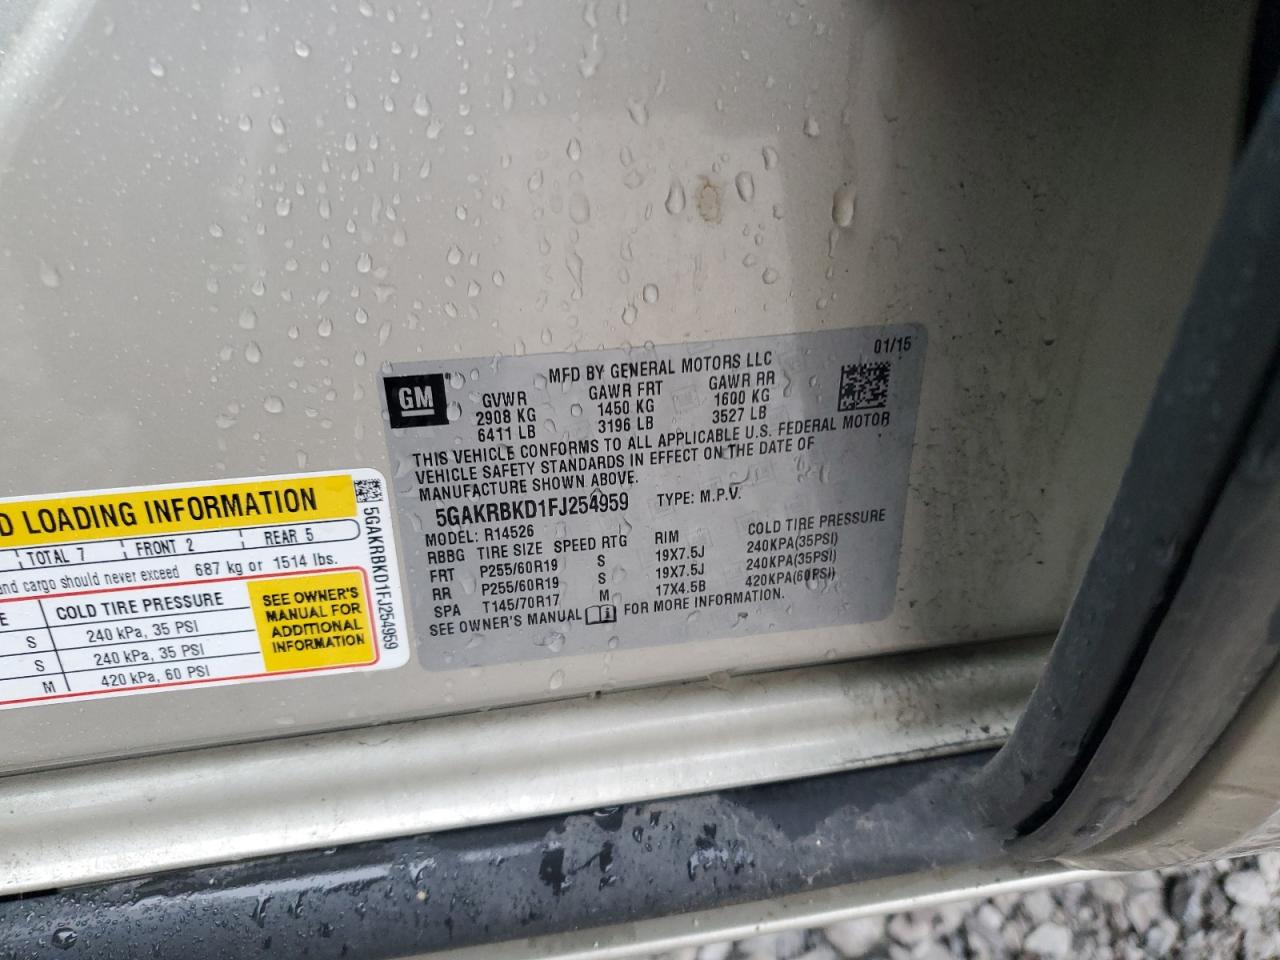 MFD BY GENERAL MOTORS LLC 01/15
GM
GVWR GAWR FRT GAWR RR
2908 KG 1450 KG 1600 KG
6411 LB 3196 LB 3527 LB
THIS VEHICLE CONFORMS TO ALL APPLICABLE U.S. FEDERAL MOTOR
VEHICLE SAFETY STANDARDS IN EFFECT ON THE DATE OF
MANUFACTURE SHOWN ABOVE.
5GAKRBKD1FJ254959 TYPE: M.P.V.
MODEL: R14526
RBBG TIRE SIZE SPEED RTG RIM COLD TIRE PRESSURE
FRT P255/60R19 S 19X7.5J 240KPA(35PSI)
RR P255/60R19 S 19X7.5J 240KPA(35PSI)
SPA T145/70R17 M 17X4.5B 420KPA(60PSI)
SEE OWNER'S MANUAL FOR MORE INFORMATION.
D LOADING INFORMATION
TOTAL 7 FRONT 2 REAR 5
and cargo should never exceed 687 kg or 1514 lbs.
E COLD TIRE PRESSURE
S 240 kPa, 35 PSI
S 240 kPa, 35 PSI
M 420 kPa, 60 PSI
SEE OWNER'S
MANUAL FOR
ADDITIONAL
INFORMATION
5GAKRBKD1FJ254959